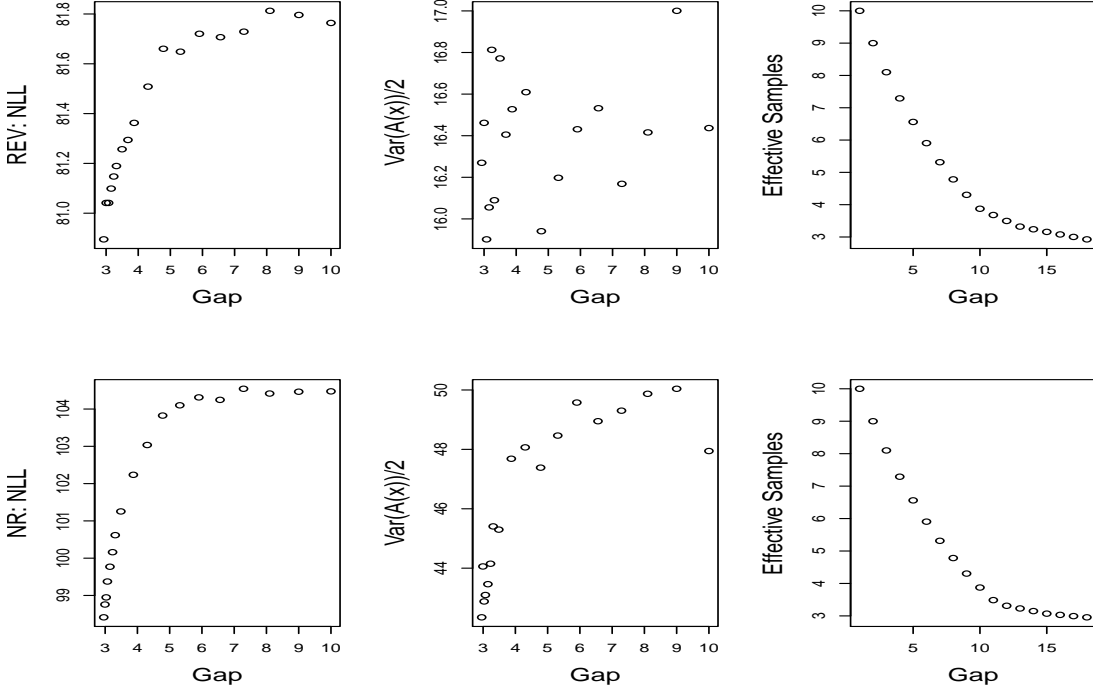 REV: NLL
81.0 81.2 81.4 81.6 81.8
3 4 5 6 7 8 9 10
Gap
Var(A(x))/2
16.0 16.2 16.4 16.6 16.8 17.0
3 4 5 6 7 8 9 10
Gap
Effective Samples
3 4 5 6 7 8 9 10
5 10 15
Gap
NR: NLL
99 100 101 102 103 104
3 4 5 6 7 8 9 10
Gap
Var(A(x))/2
44 46 48 50
3 4 5 6 7 8 9 10
Gap
Effective Samples
3 4 5 6 7 8 9 10
5 10 15
Gap